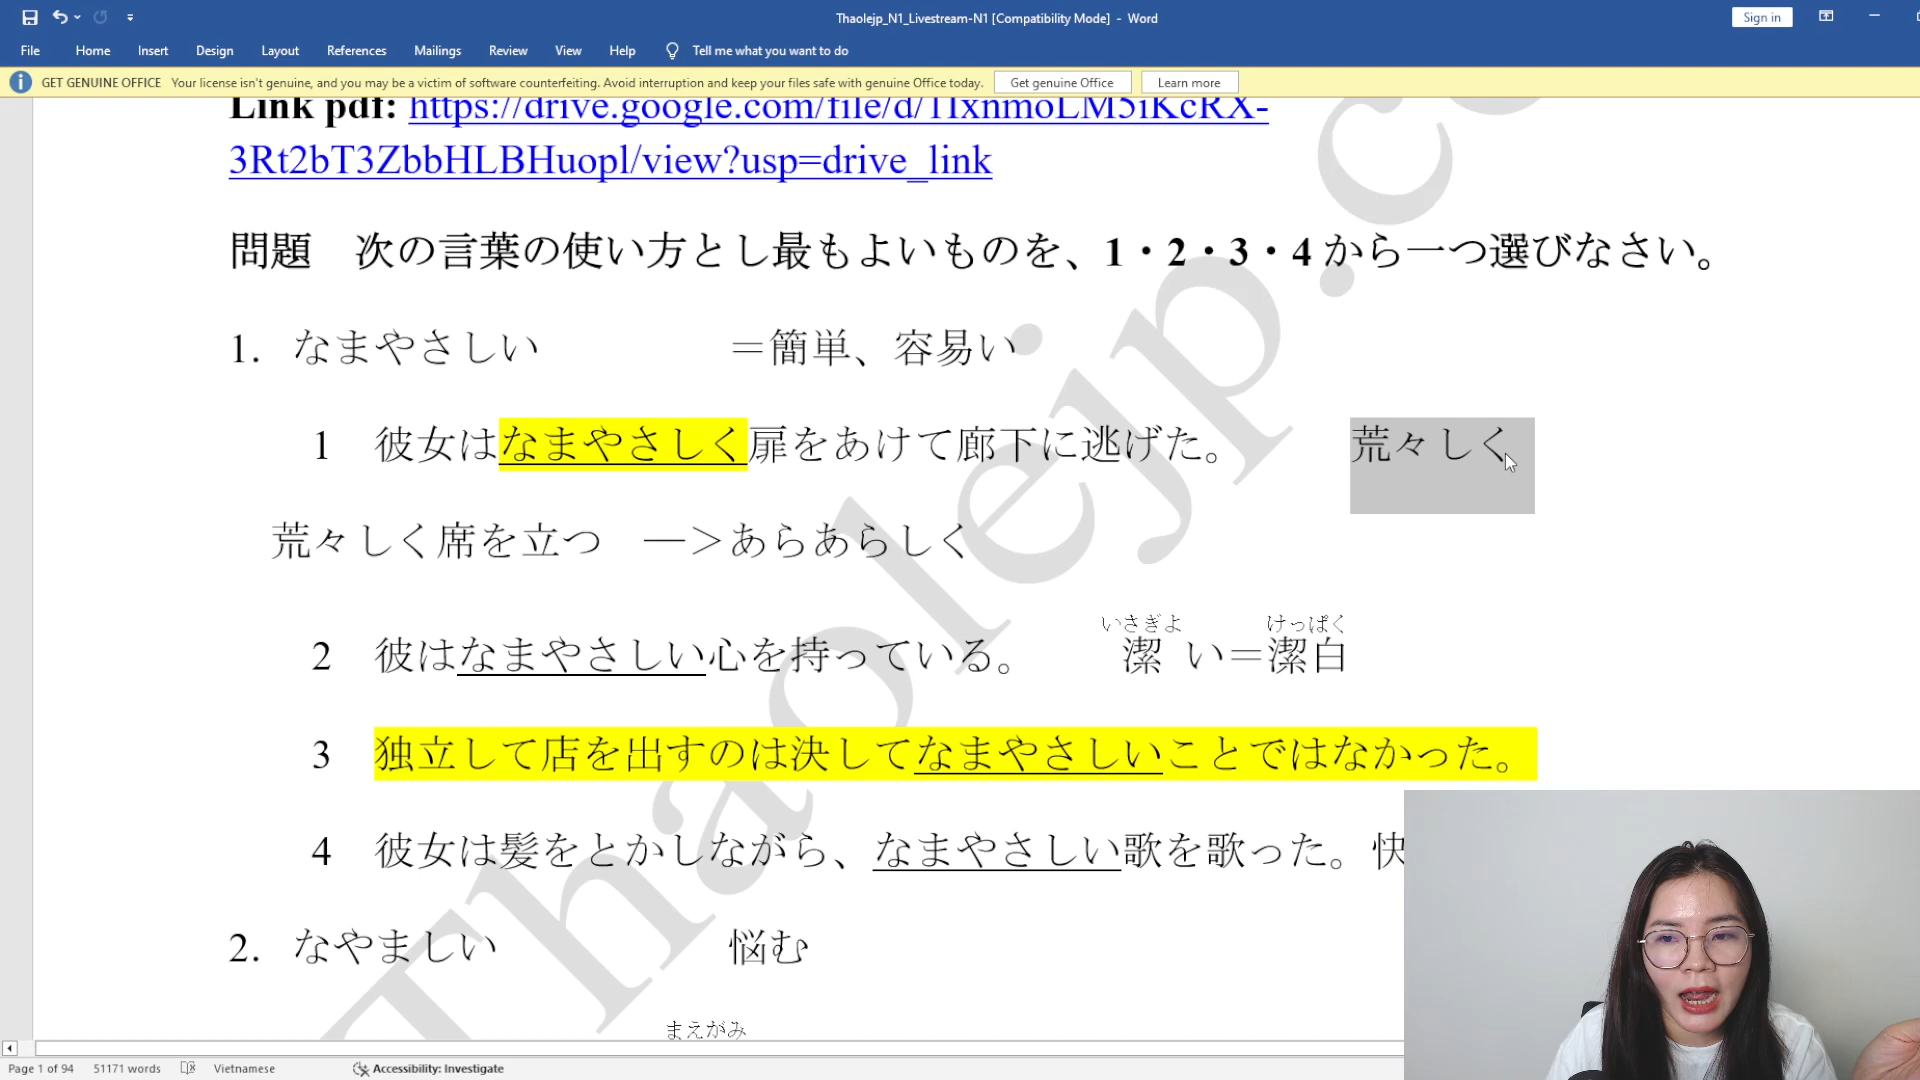 Thaolejp_N1_Livestream-N1 [Compatibility Mode] - Word
Sign in
File Home Insert Design Layout References Mailings Review View Help Tell me what you want to do
GET GENUINE OFFICE Your license isn't genuine, and you may be a victim of software counterfeiting. Avoid interruption and keep your files safe with genuine Office today. Get genuine Office Learn more
Link pdf: https://drive.google.com/file/d/
3Rt2bT3ZbbHLBHuopl/view?usp=drive_link
問題 次の言葉の使い方とし最もよいものを、1・2・3・4から一つ選びなさい。
1. なまやさしい ＝簡単、容易い
1 彼女はなまやさしく扉をあけて廊下に逃げた。 荒々しく
荒々しく席を立つ ―＞あらあらしく
いさぎよ けっぱく
2 彼はなまやさしい心を持っている。 潔い＝潔白
3 独立して店を出すのは決してなまやさしいことではなかった。
4 彼女は髪をとかしながら、なまやさしい歌を歌った。快
2. なやましい 悩む
まえがみ
Thaolejp.co
Page 1 of 94 51171 words Vietnamese Accessibility: Investigate